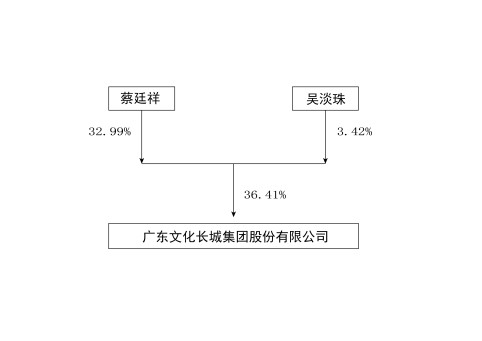 蔡廷祥
吴淡珠
32.99%
3.42%
36.41%
广东文化长城集团股份有限公司